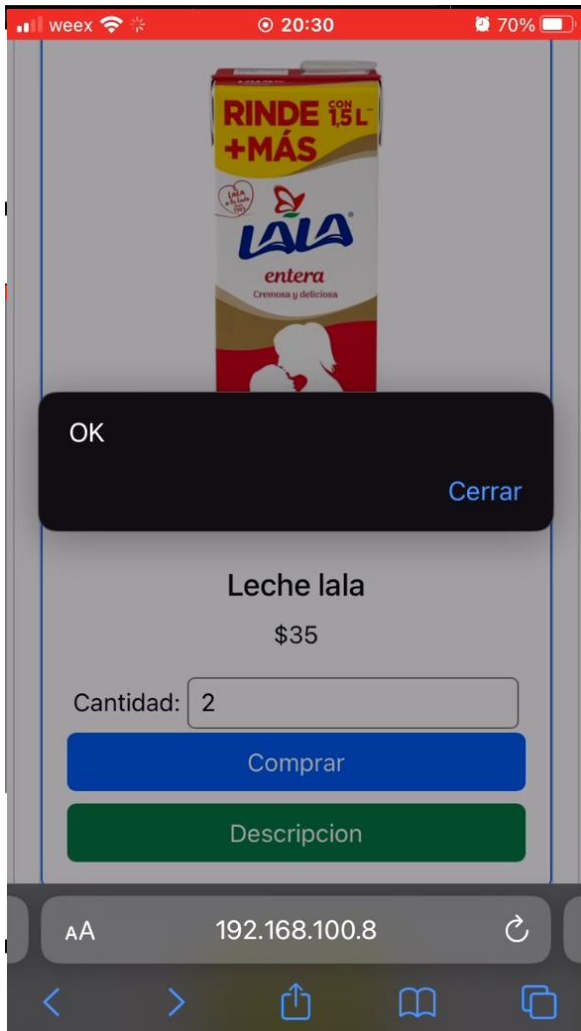 weex 20:30 70%
RINDE CON 1,5 L
+MÁS
LALA
entera
Cremosa y deliciosa
OK
Cerrar
Leche lala
$35
Cantidad: 2
Comprar
Descripcion
AA 192.168.100.8